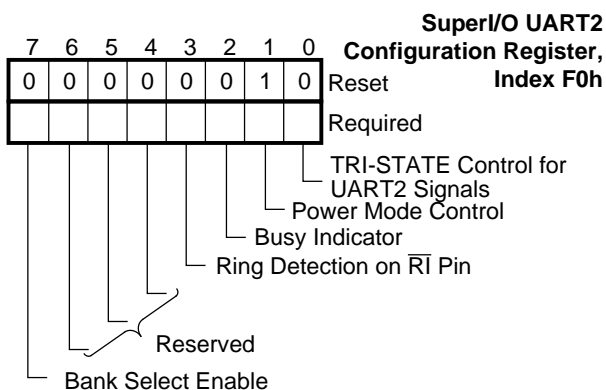 SuperI/O UART2
Configuration Register,
Index F0h
7 6 5 4 3 2 1 0
0 0 0 0 0 0 1 0 Reset
Required
TRI-STATE Control for
UART2 Signals
Power Mode Control
Busy Indicator
Ring Detection on R̅I̅ Pin
Reserved
Bank Select Enable